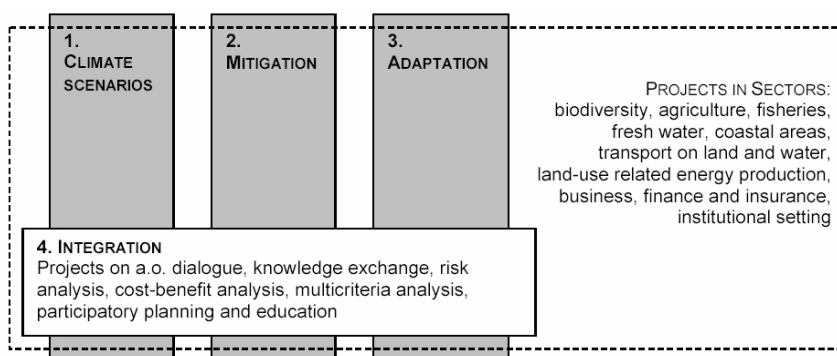 1.
CLIMATE
SCENARIOS
2.
MITIGATION
3.
ADAPTATION
PROJECTS IN SECTORS:
biodiversity, agriculture, fisheries,
fresh water, coastal areas,
transport on land and water,
land-use related energy production,
business, finance and insurance,
institutional setting
4. INTEGRATION
Projects on a.o. dialogue, knowledge exchange, risk
analysis, cost-benefit analysis, multicriteria analysis,
participatory planning and education